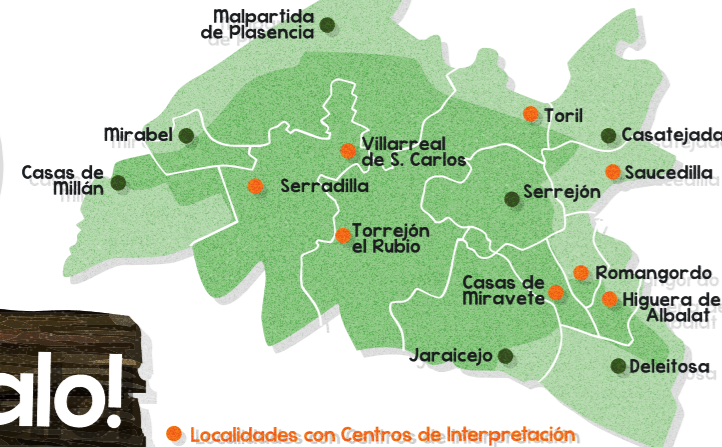 Malpartida
de Plasencia
Toril
Mirabel
Casatejada
Villarreal
de S. Carlos
Casas de
Millán
Saucedilla
Serradilla
Serrejón
Torrejón
el Rubio
Romangordo
Casas de
Miravete
Higuera de
Albalat
Jaraicejo
Deleitosa
alo!
Localidades con Centros de Interpretación